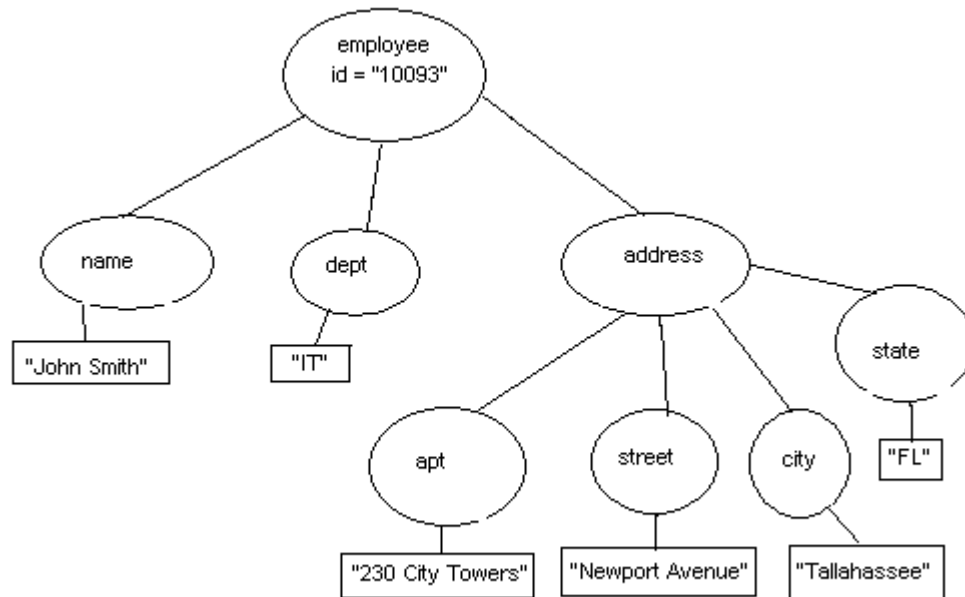 employee
id = "10093"
name
dept
address
state
"John Smith"
"IT"
apt
street
city
"FL"
"230 City Towers"
"Newport Avenue"
"Tallahassee"